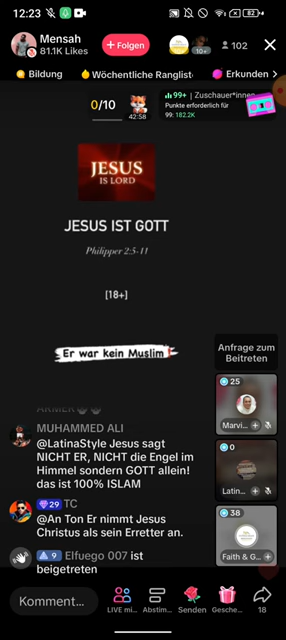 12:23
82
Mensah
81.1K Likes
+ Folgen
10+
102
Bildung
Wöchentliche Rangliste
Erkunden >
0/10
42:58
99+ | Zuschauer*innen
Punkte erforderlich für
99: 182.2K
JESUS
IS LORD
JESUS IST GOTT
Philipper 2:5-11
[18+]
Er war kein Muslim
Anfrage zum
Beitreten
25
Marvi...
0
Latin...
38
Faith & G...
MUHAMMED ALI
@LatinaStyle Jesus sagt
NICHT ER, NICHT die Engel im
Himmel sondern GOTT allein!
das ist 100% ISLAM
29 TC
@An Ton Er nimmt Jesus
Christus als sein Erretter an.
9 Elfuego 007 ist
beigetreten
Komment...
LIVE mi...
Abstim...
Senden
Gesche...
18